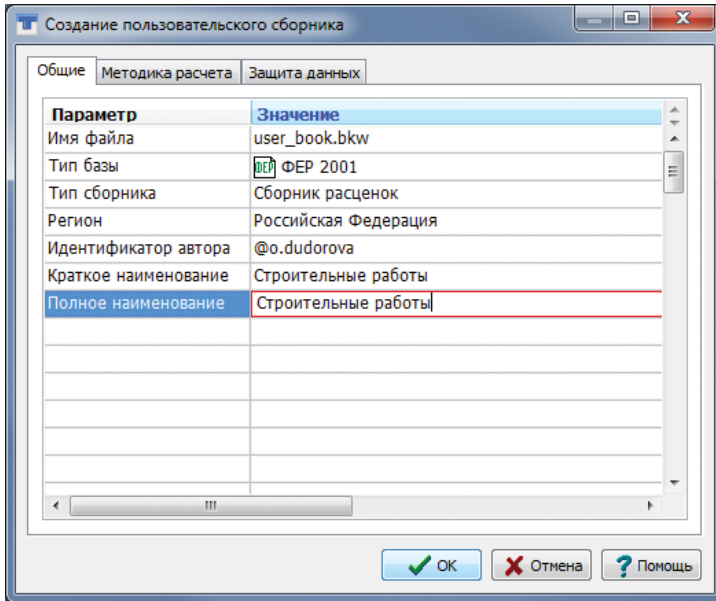 Создание пользовательского сборника
Общие Методика расчета Защита данных
Параметр Значение
Имя файла user_book.bkw
Тип базы ФЕР ФЕР 2001
Тип сборника Сборник расценок
Регион Российская Федерация
Идентификатор автора @o.dudorova
Краткое наименование Строительные работы
Полное наименование Строительные работы
OK Отмена ? Помощь